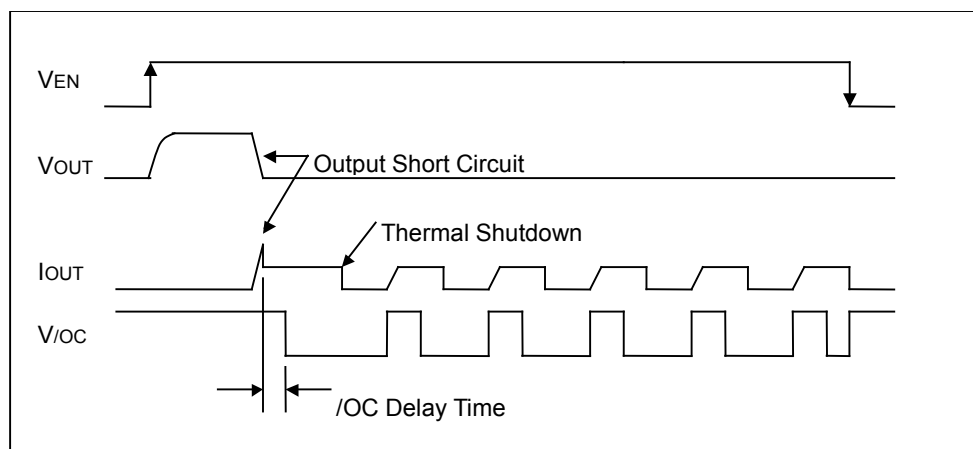 VEN
VOUT
Output Short Circuit
Thermal Shutdown
IOUT
V/OC
/OC Delay Time